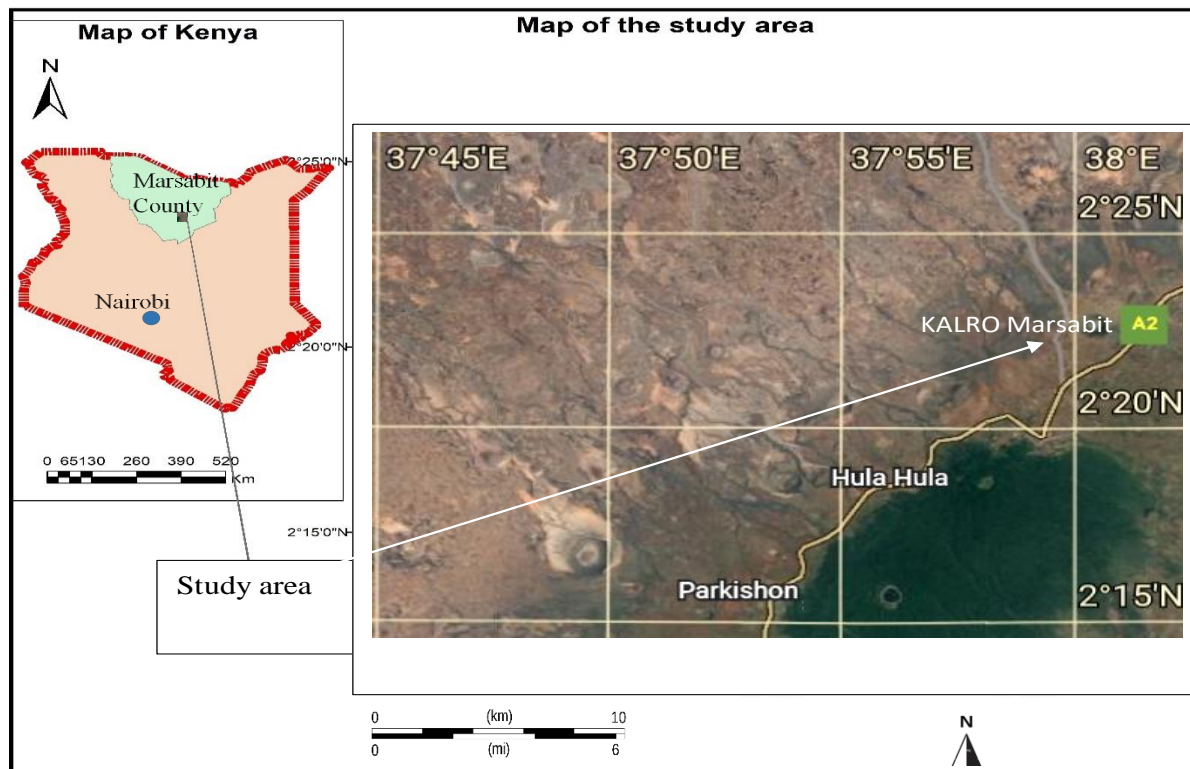 Map of Kenya
N
Marsabit
County
Nairobi
0 65130 260 390 520
Km
Study area
Map of the study area
2°25'0"N
2°20'0"N
2°15'0"N
37°45'E
37°50'E
37°55'E
38°E
2°25'N
KALRO Marsabit
A2
2°20'N
Hula Hula
Parkishon
2°15'N
0 (km) 10
0 (mi) 6
N